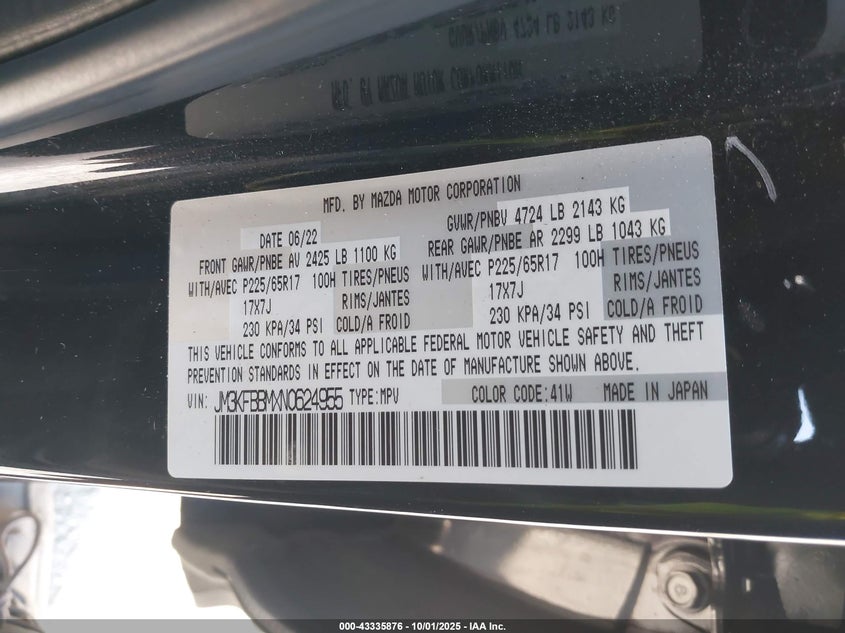 MFD. BY MAZDA MOTOR CORPORATION
DATE 06/22 GVWR/PNBV 4724 LB 2143 KG
FRONT GAWR/PNBE AV 2425 LB 1100 KG REAR GAWR/PNBE AR 2299 LB 1043 KG
WITH/AVEC P225/65R17 100H TIRES/PNEUS WITH/AVEC P225/65R17 100H TIRES/PNEUS
17X7J RIMS/JANTES 17X7J RIMS/JANTES
230 KPA/34 PSI COLD/A FROID 230 KPA/34 PSI COLD/A FROID
THIS VEHICLE CONFORMS TO ALL APPLICABLE FEDERAL MOTOR VEHICLE SAFETY AND THEFT
PREVENTION STANDARDS IN EFFECT ON THE DATE OF MANUFACTURE SHOWN ABOVE.
VIN: JM3KFBBMXN0624955 TYPE:MPV COLOR CODE:41W MADE IN JAPAN
000-43335876 - 10/01/2025 - IAA Inc.